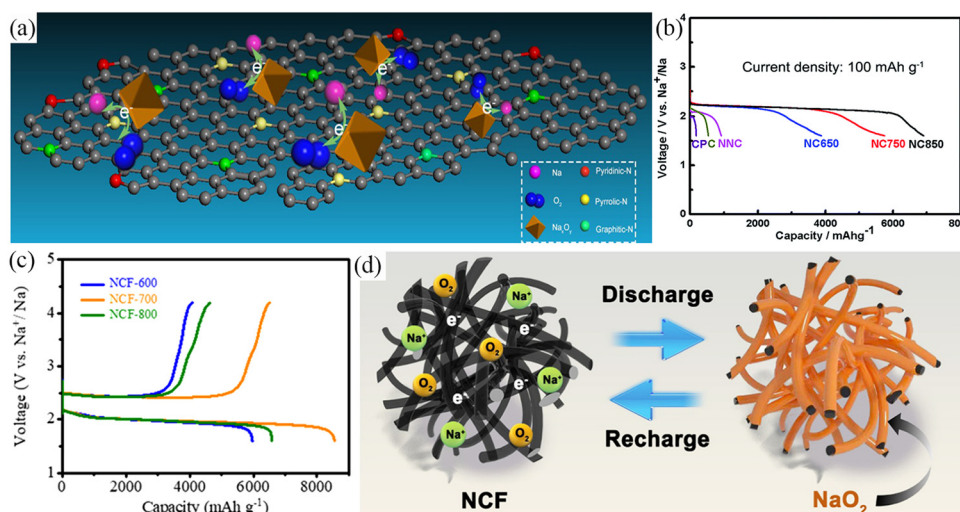 (a)
e⁻
e⁻
e⁻
e⁻
e⁻
Na
Pyridinic-N
O₂
Pyrrolic-N
NaₓOᵧ
Graphitic-N
(b)
Voltage / V vs. Na⁺/Na
4
3
2
1
0
Current density: 100 mAh g⁻¹
CP C NNC NC650 NC750 NC850
0 2000 4000 6000 8000
Capacity / mAhg⁻¹
(c)
Voltage (V vs. Na⁺/ Na)
5
4
3
2
1
NCF-600
NCF-700
NCF-800
0 2000 4000 6000 8000
Capacity (mAh g⁻¹)
(d)
O₂
Na⁺
e⁻
e⁻
Na⁺
O₂
O₂
e⁻
Na⁺
e⁻
Na⁺
O₂
NCF
Discharge
Recharge
NaO₂